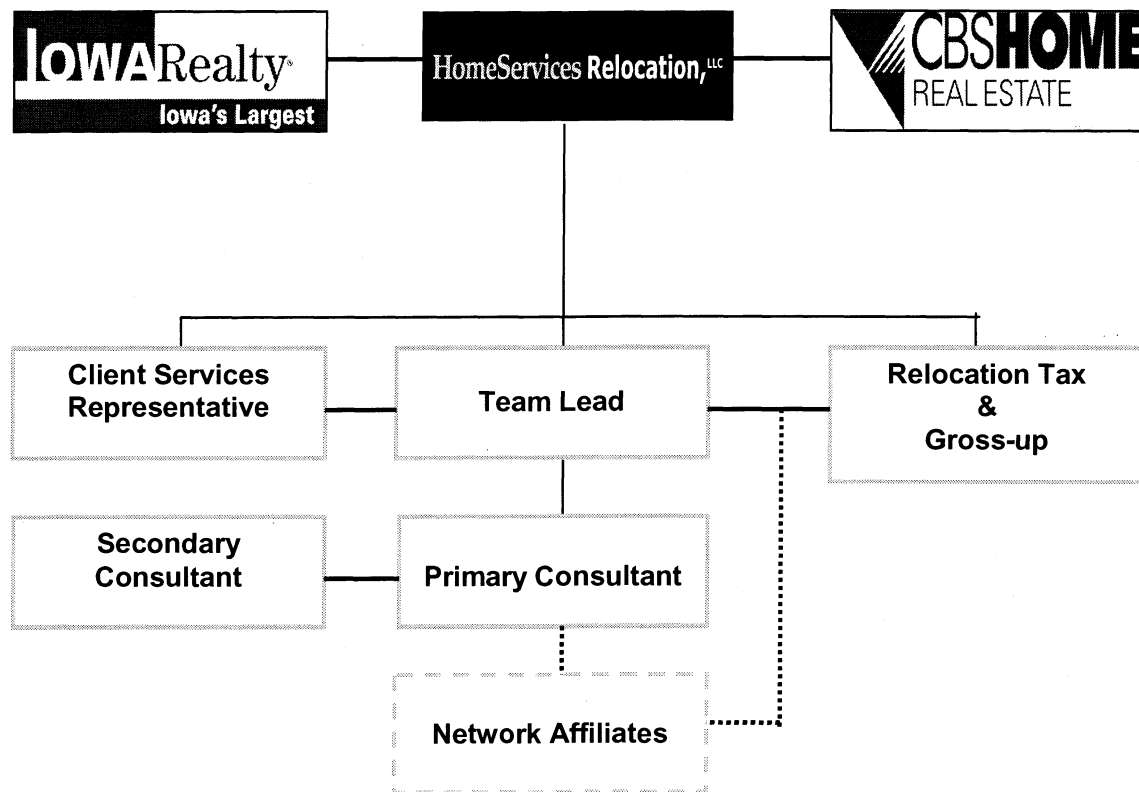 IOWARealty®
Iowa's Largest
HomeServices Relocation, LLC
CBSHOME
REAL ESTATE
Client Services
Representative
Team Lead
Relocation Tax
&
Gross-up
Secondary
Consultant
Primary Consultant
Network Affiliates